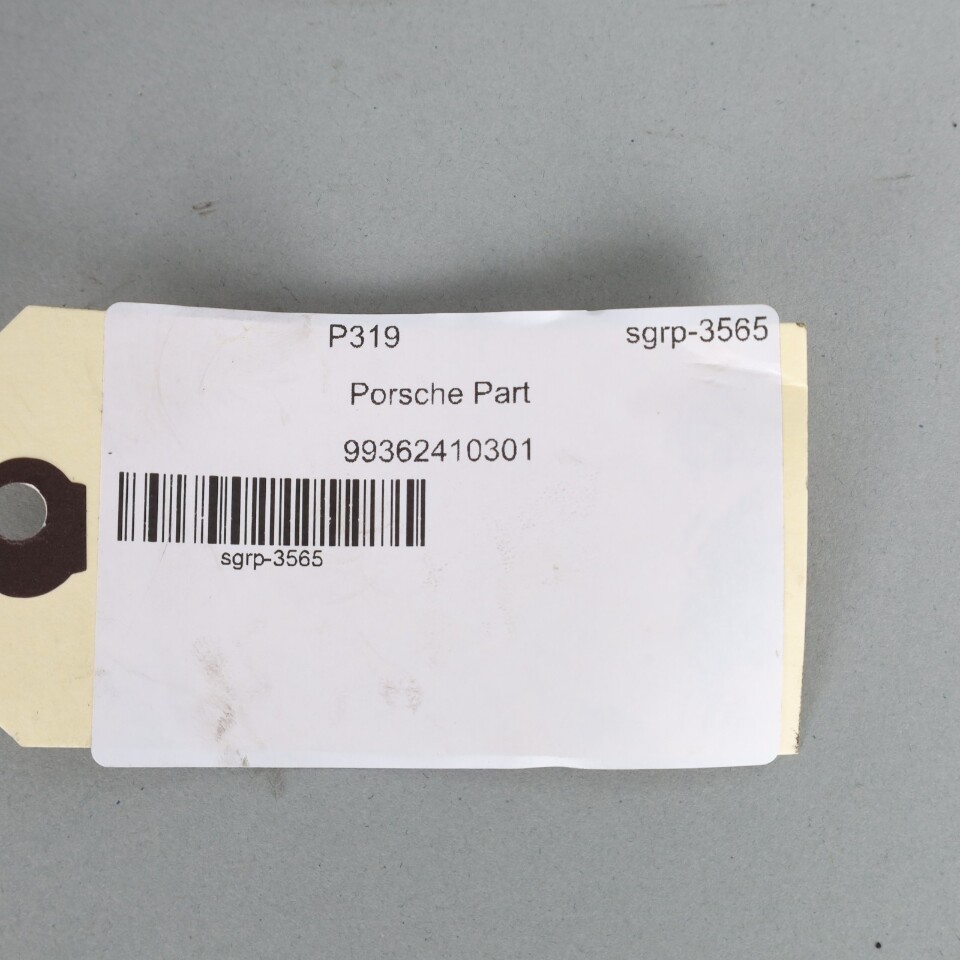 P319 sgrp-3565
Porsche Part
99362410301
sgrp-3565